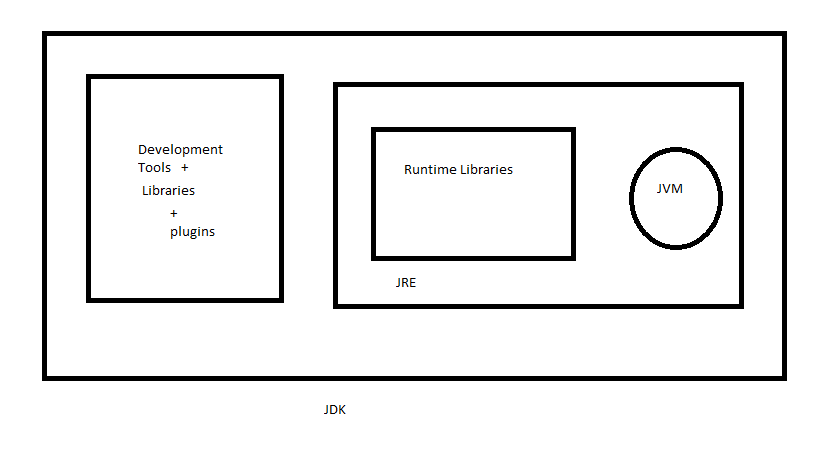 Development
Tools +
Libraries
+
plugins
Runtime Libraries
JVM
JRE
JDK